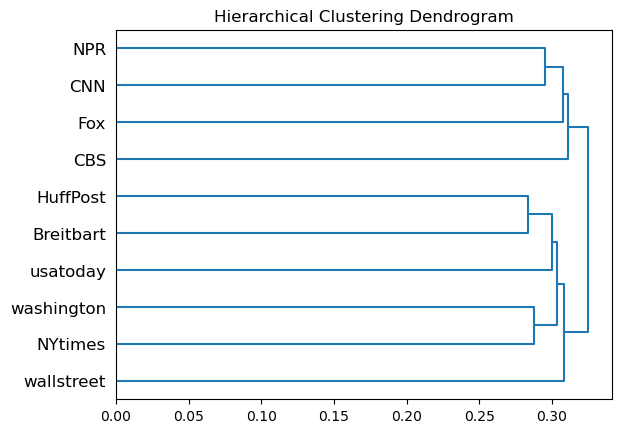 Hierarchical Clustering Dendrogram
NPR
CNN
Fox
CBS
HuffPost
Breitbart
usatoday
washington
NYtimes
wallstreet
0.00 0.05 0.10 0.15 0.20 0.25 0.30